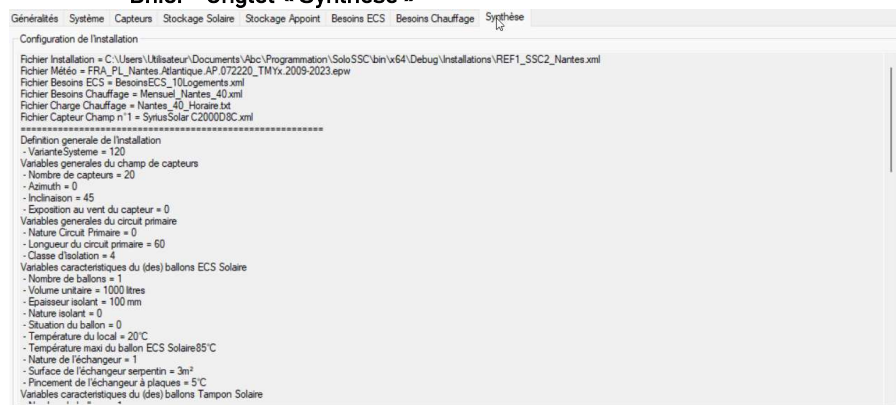 Onglet « Synthèse »
Généralités Système Capteurs Stockage Solaire Stockage Appoint Besoins ECS Besoins Chauffage Synthèse
Configuration de l'Installation
Fichier Installation = C:\Users\Utilisateur\Documents\Abc\Programmation\SoloSSC\bin\x64\Debug\Installations\REF1_SSC2_Nantes.xml
Fichier Météo = FRA_PL_Nantes.Atlantique.AP.072220_TMYx.2009-2023.epw
Fichier Besoins ECS = BesoinsECS_10Logements.xml
Fichier Besoins Chauffage = Mensuel_Nantes_40.xml
Fichier Charge Chauffage = Nantes_40_Horaire.txt
Fichier Capteur Champ n°1 = SyriusSolar C2000D8C.xml
=========================================================
Definition generale de l'Installation
- VarianteSysteme = 120
Variables generales du champ de capteurs
- Nombre de capteurs = 20
- Azimuth = 0
- Inclinaison = 45
- Exposition au vent du capteur = 0
Variables generales du circuit primaire
- Nature Circuit Primaire = 0
- Longueur du circuit primaire = 60
- Classe d'isolation = 4
Variables caracteristiques du (des) ballons ECS Solaire
- Nombre de ballons = 1
- Volume unitaire = 1000 litres
- Epaisseur isolant = 100 mm
- Nature isolant = 0
- Situation du ballon = 0
- Température du local = 20°C
- Température maxi du ballon ECS Solaire85°C
- Nature de l'échangeur = 1
- Surface de l'échangeur serpentin = 3m²
- Pincement de l'échangeur à plaques = 5°C
Variables caracteristiques du (des) ballons Tampon Solaire